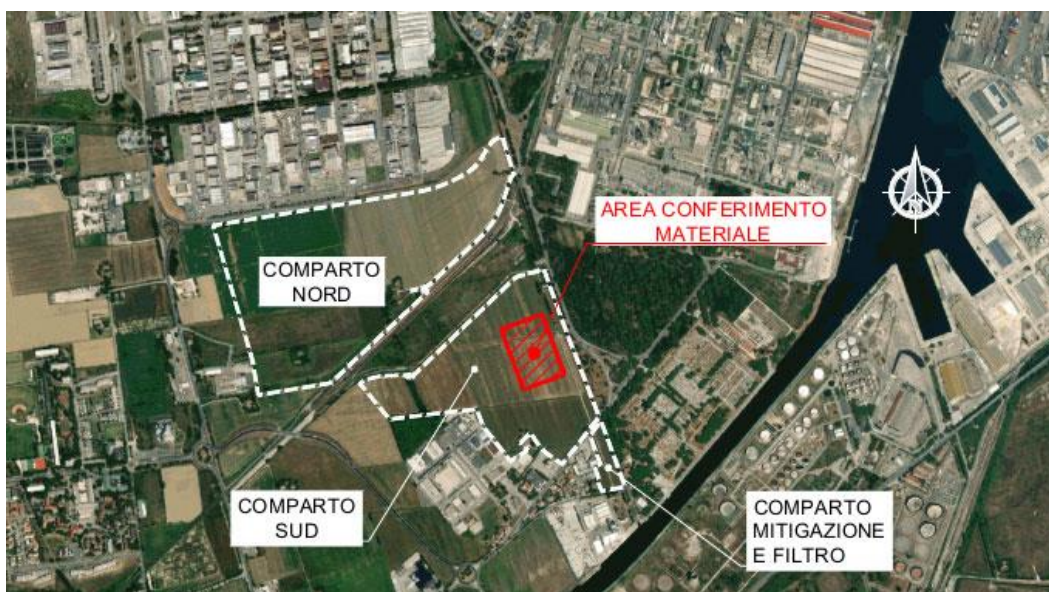 AREA CONFERIMENTO
MATERIALE
COMPARTO
NORD
COMPARTO
SUD
COMPARTO
MITIGAZIONE
E FILTRO